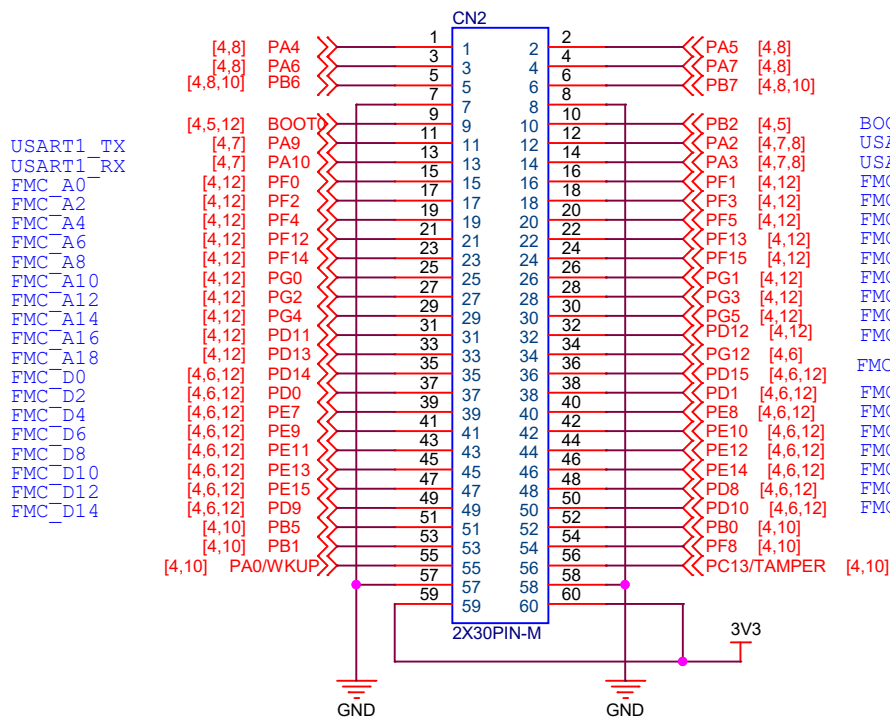 CN2
1 1 2 2
[4,8] PA4 PA5 [4,8]
3 3 4 4
[4,8] PA6 PA7 [4,8]
5 5 6 6
[4,8,10] PB6 PB7 [4,8,10]
7 7 8 8
9 9 10 10
[4,5,12] BOOT0 PB2 [4,5]
USART1_TX [4,7] PA9 11 11 12 12 PA2 [4,7,8]
USART1_RX [4,7] PA10 13 13 14 14 PA3 [4,7,8]
FMC_A0 [4,12] PF0 15 15 16 16 PF1 [4,12]
FMC_A2 [4,12] PF2 17 17 18 18 PF3 [4,12]
FMC_A4 [4,12] PF4 19 19 20 20 PF5 [4,12]
FMC_A6 [4,12] PF12 21 21 22 22 PF13 [4,12]
FMC_A8 [4,12] PF14 23 23 24 24 PF15 [4,12]
FMC_A10 [4,12] PG0 25 25 26 26 PG1 [4,12]
FMC_A12 [4,12] PG2 27 27 28 28 PG3 [4,12]
FMC_A14 [4,12] PG4 29 29 30 30 PG5 [4,12]
FMC_A16 [4,12] PD11 31 31 32 32 PD12 [4,12]
FMC_A18 [4,12] PD13 33 33 34 34 PG12 [4,6]
FMC_D0 [4,6,12] PD14 35 35 36 36 PD15 [4,6,12]
FMC_D2 [4,6,12] PD0 37 37 38 38 PD1 [4,6,12]
FMC_D4 [4,6,12] PE7 39 39 40 40 PE8 [4,6,12]
FMC_D6 [4,6,12] PE9 41 41 42 42 PE10 [4,6,12]
FMC_D8 [4,6,12] PE11 43 43 44 44 PE12 [4,6,12]
FMC_D10 [4,6,12] PE13 45 45 46 46 PE14 [4,6,12]
FMC_D12 [4,6,12] PE15 47 47 48 48 PD8 [4,6,12]
FMC_D14 [4,6,12] PD9 49 49 50 50 PD10 [4,6,12]
[4,10] PB5 51 51 52 52 PB0 [4,10]
[4,10] PB1 53 53 54 54 PF8 [4,10]
[4,10] PA0/WKUP 55 55 56 56 PC13/TAMPER [4,10]
57 57 58 58
59 59 60 60
2X30PIN-M
3V3
GND GND